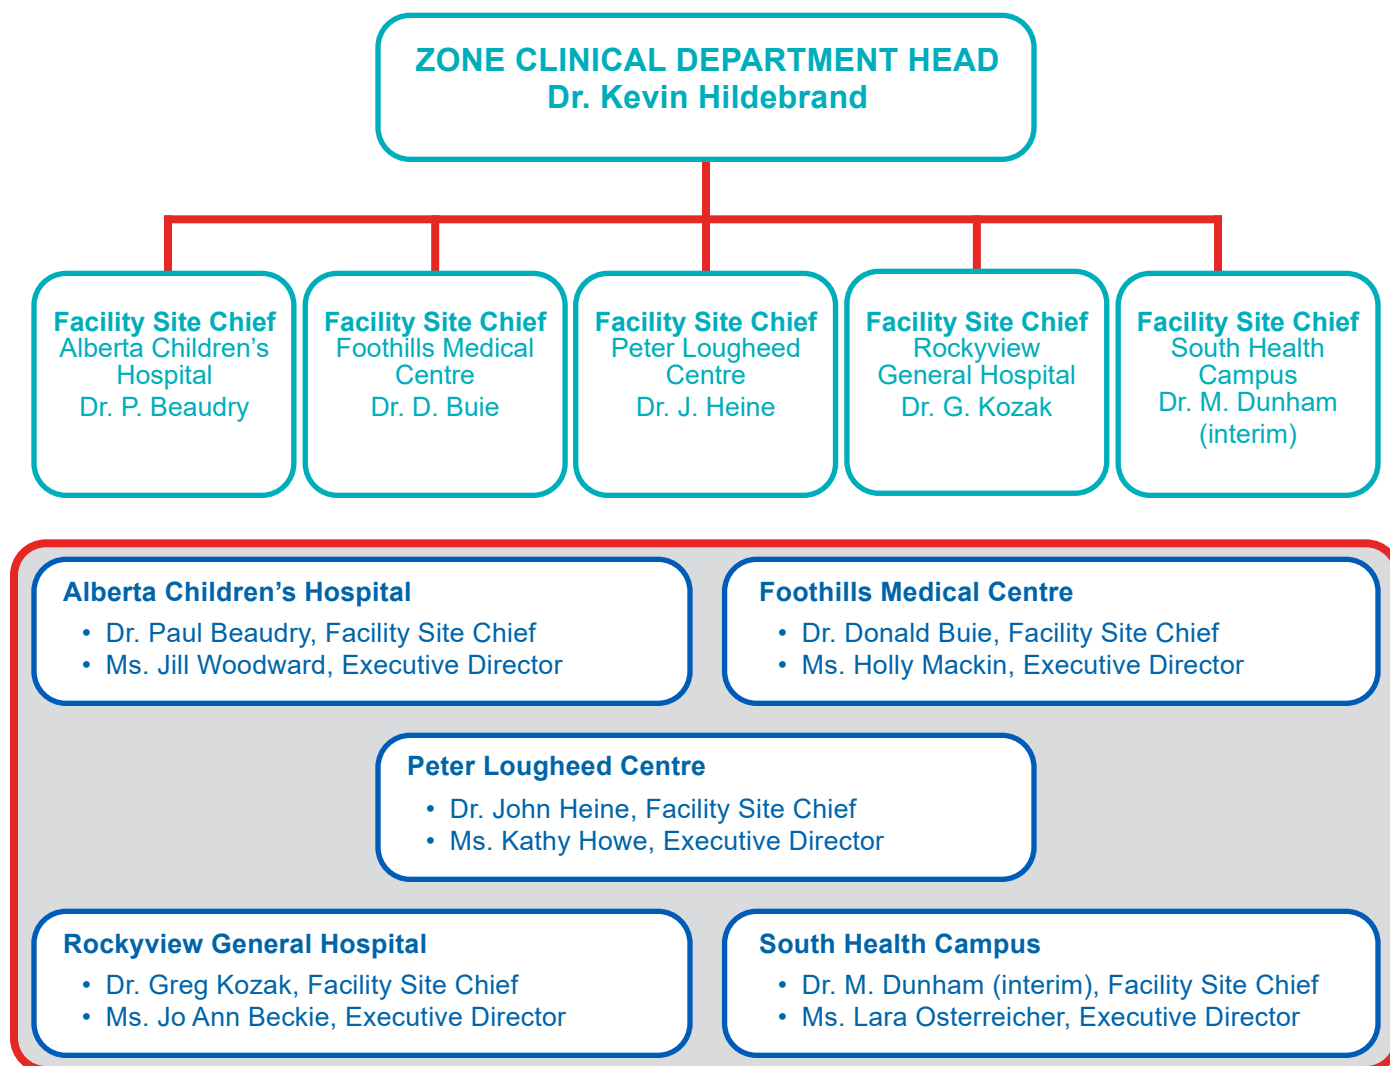 ZONE CLINICAL DEPARTMENT HEAD
Dr. Kevin Hildebrand
Facility Site Chief
Alberta Children’s
Hospital
Dr. P. Beaudry
Facility Site Chief
Foothills Medical
Centre
Dr. D. Buie
Facility Site Chief
Peter Lougheed
Centre
Dr. J. Heine
Facility Site Chief
Rockyview
General Hospital
Dr. G. Kozak
Facility Site Chief
South Health
Campus
Dr. M. Dunham
(interim)
Alberta Children’s Hospital
• Dr. Paul Beaudry, Facility Site Chief
• Ms. Jill Woodward, Executive Director
Foothills Medical Centre
• Dr. Donald Buie, Facility Site Chief
• Ms. Holly Mackin, Executive Director
Peter Lougheed Centre
• Dr. John Heine, Facility Site Chief
• Ms. Kathy Howe, Executive Director
Rockyview General Hospital
• Dr. Greg Kozak, Facility Site Chief
• Ms. Jo Ann Beckie, Executive Director
South Health Campus
• Dr. M. Dunham (interim), Facility Site Chief
• Ms. Lara Osterreicher, Executive Director